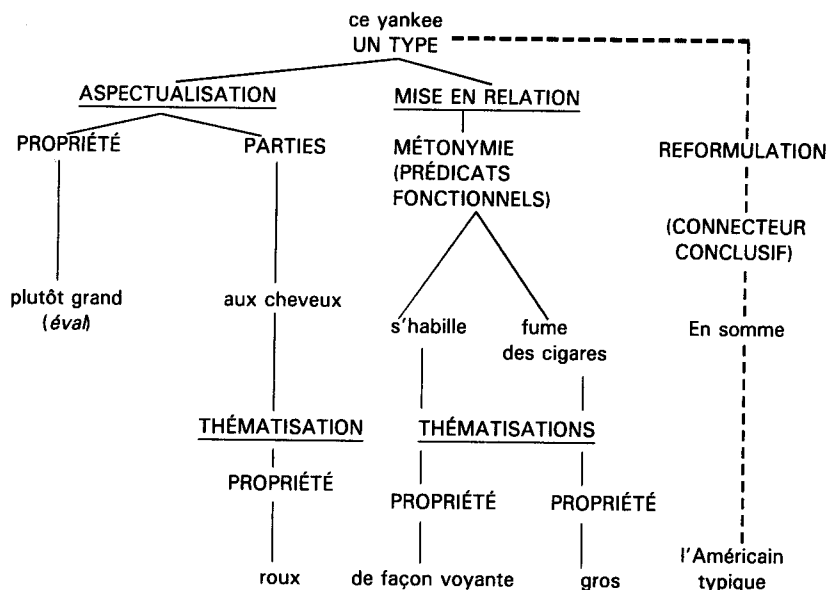 ce yankee
UN TYPE
ASPECTUALISATION
MISE EN RELATION
PROPRIÉTÉ
PARTIES
MÉTONYMIE
(PRÉDICATS
FONCTIONNELS)
REFORMULATION
(CONNECTEUR
CONCLUSIF)
plutôt grand
(éval)
aux cheveux
s'habille
fume
des cigares
En somme
THÉMATISATION
THÉMATISATIONS
PROPRIÉTÉ
PROPRIÉTÉ
PROPRIÉTÉ
roux
de façon voyante
gros
l'Américain
typique